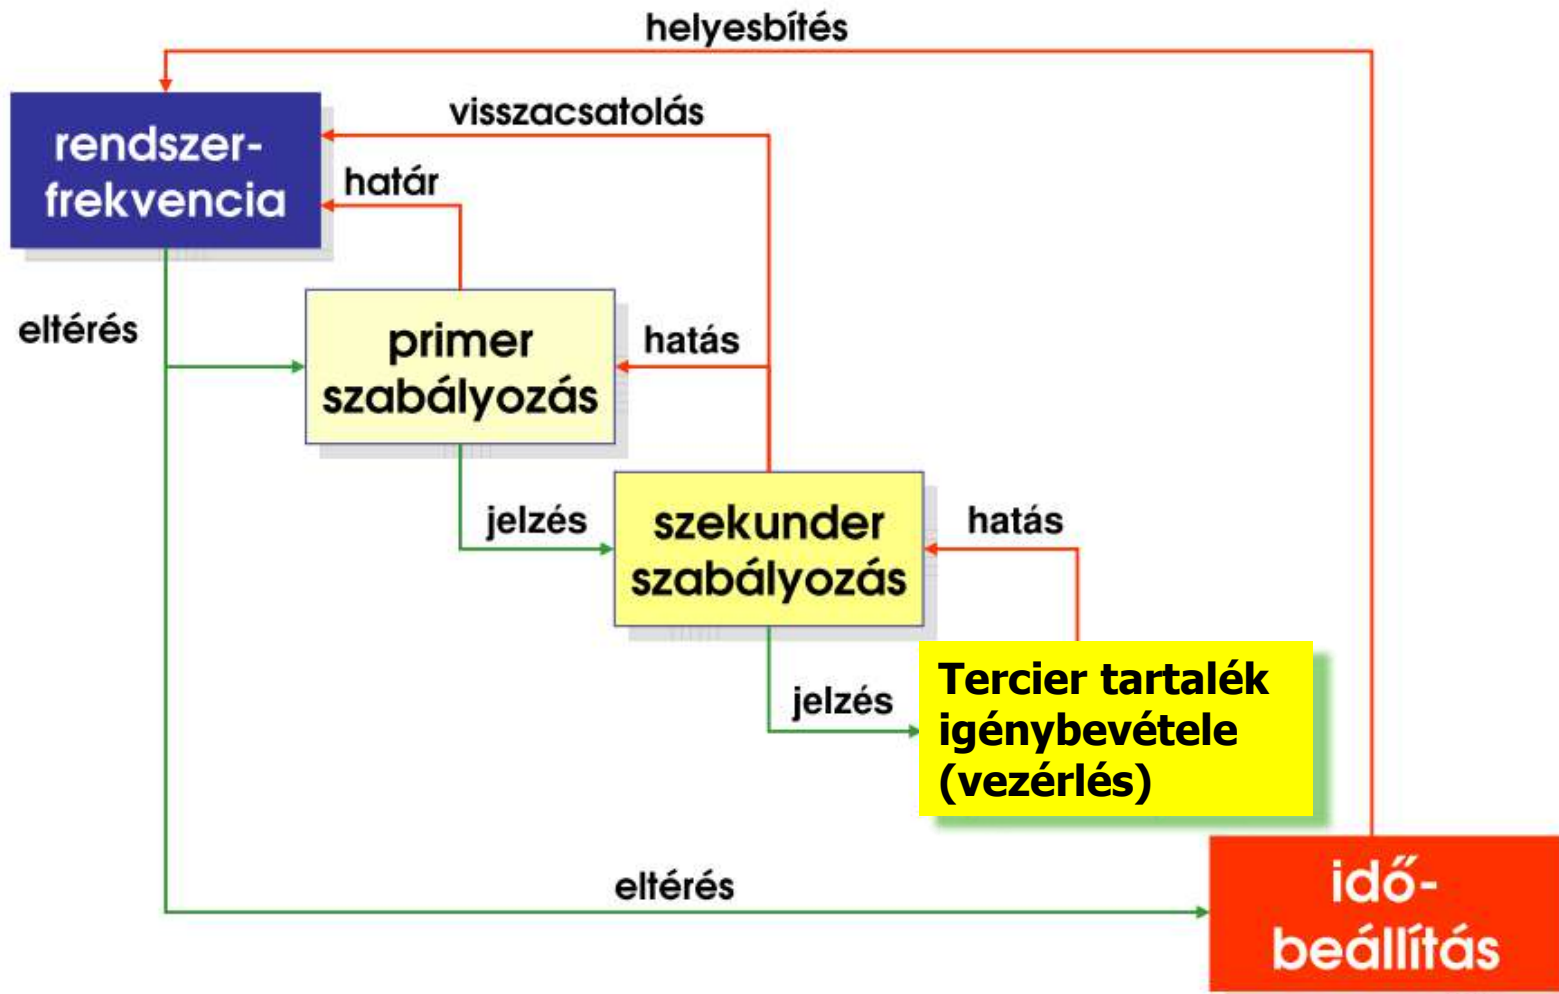 helyesbítés
visszacsatolás
rendszer-
frekvencia
határ
eltérés
primer
szabályozás
hatás
jelzés
szekunder
szabályozás
hatás
jelzés
Tercier tartalék
igénybevétele
(vezérlés)
eltérés
idő-
beállítás